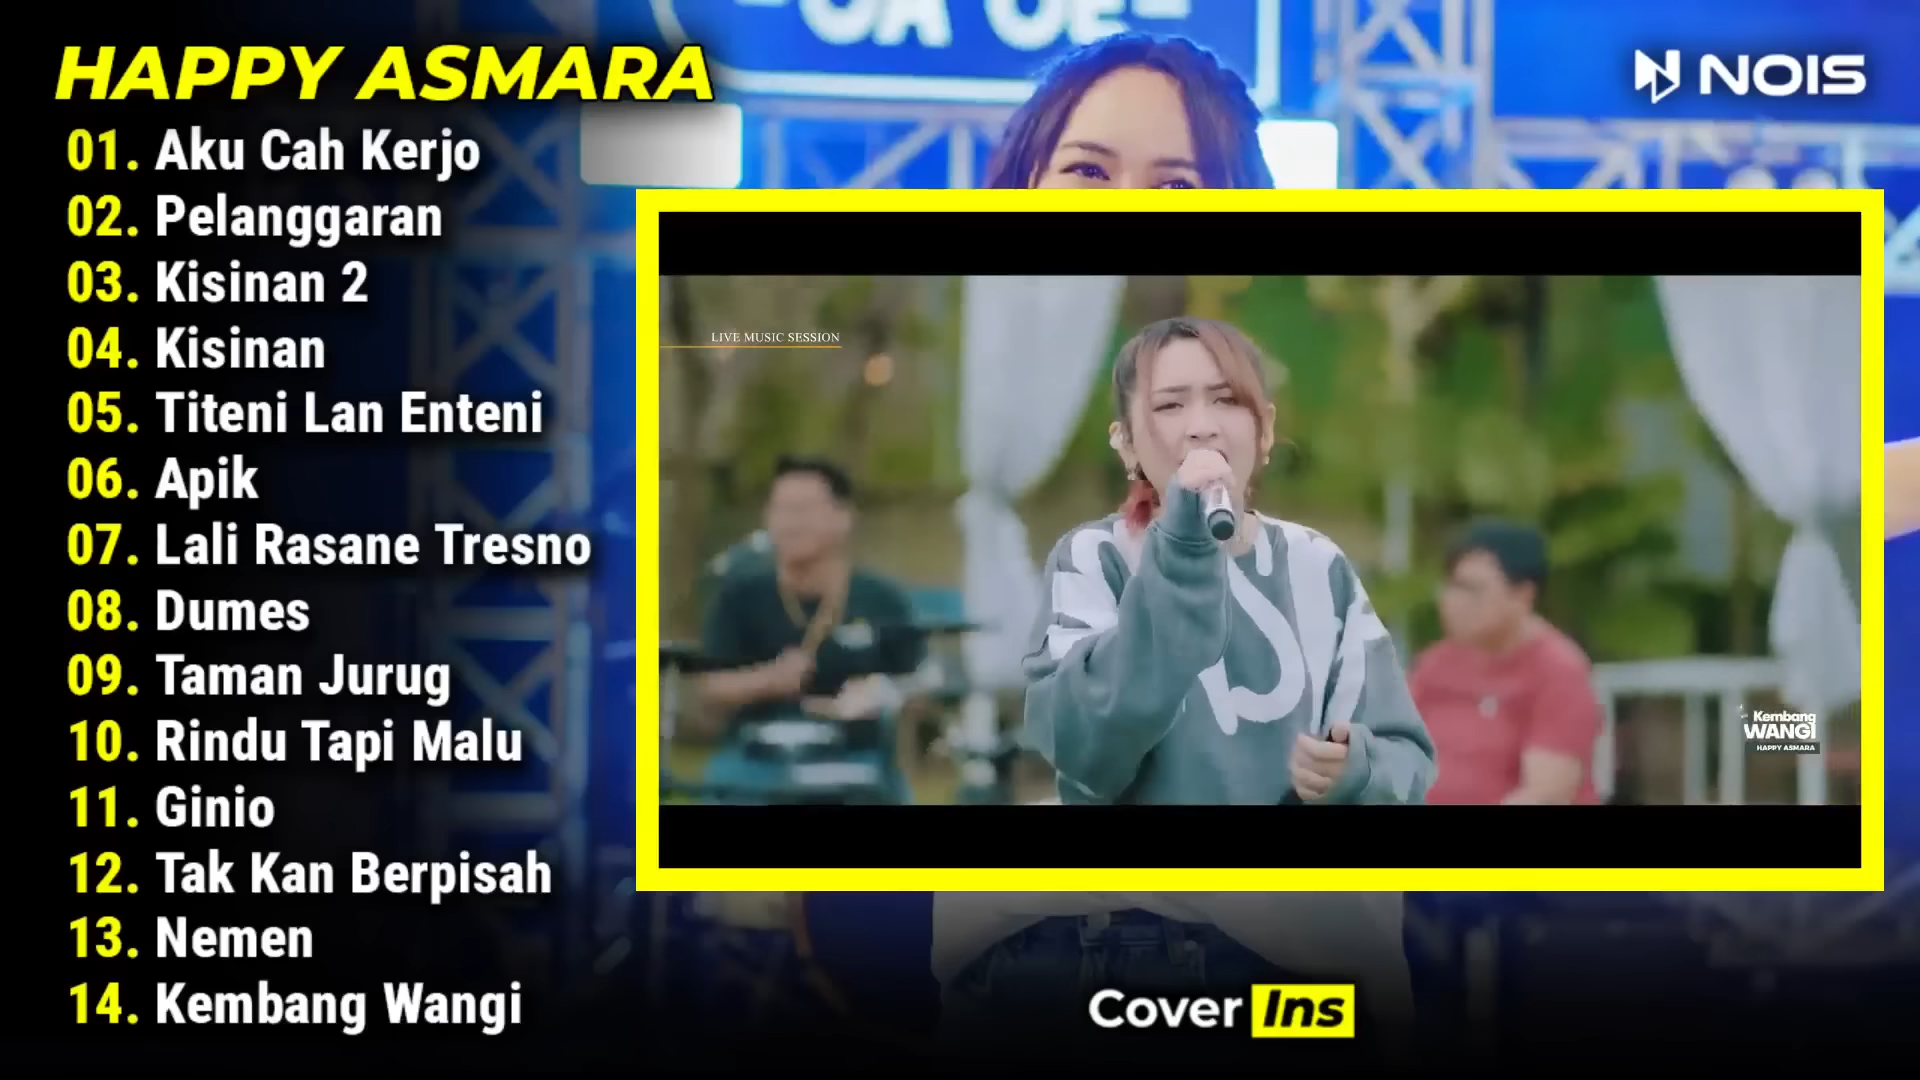 HAPPY ASMARA
01. Aku Cah Kerjo
02. Pelanggaran
03. Kisinan 2
04. Kisinan
05. Titeni Lan Enteni
06. Apik
07. Lali Rasane Tresno
08. Dumes
09. Taman Jurug
10. Rindu Tapi Malu
11. Ginio
12. Tak Kan Berpisah
13. Nemen
14. Kembang Wangi
NOIS
LIVE MUSIC SESSION
Kembang
WANGI
HAPPY ASMARA
Cover Ins